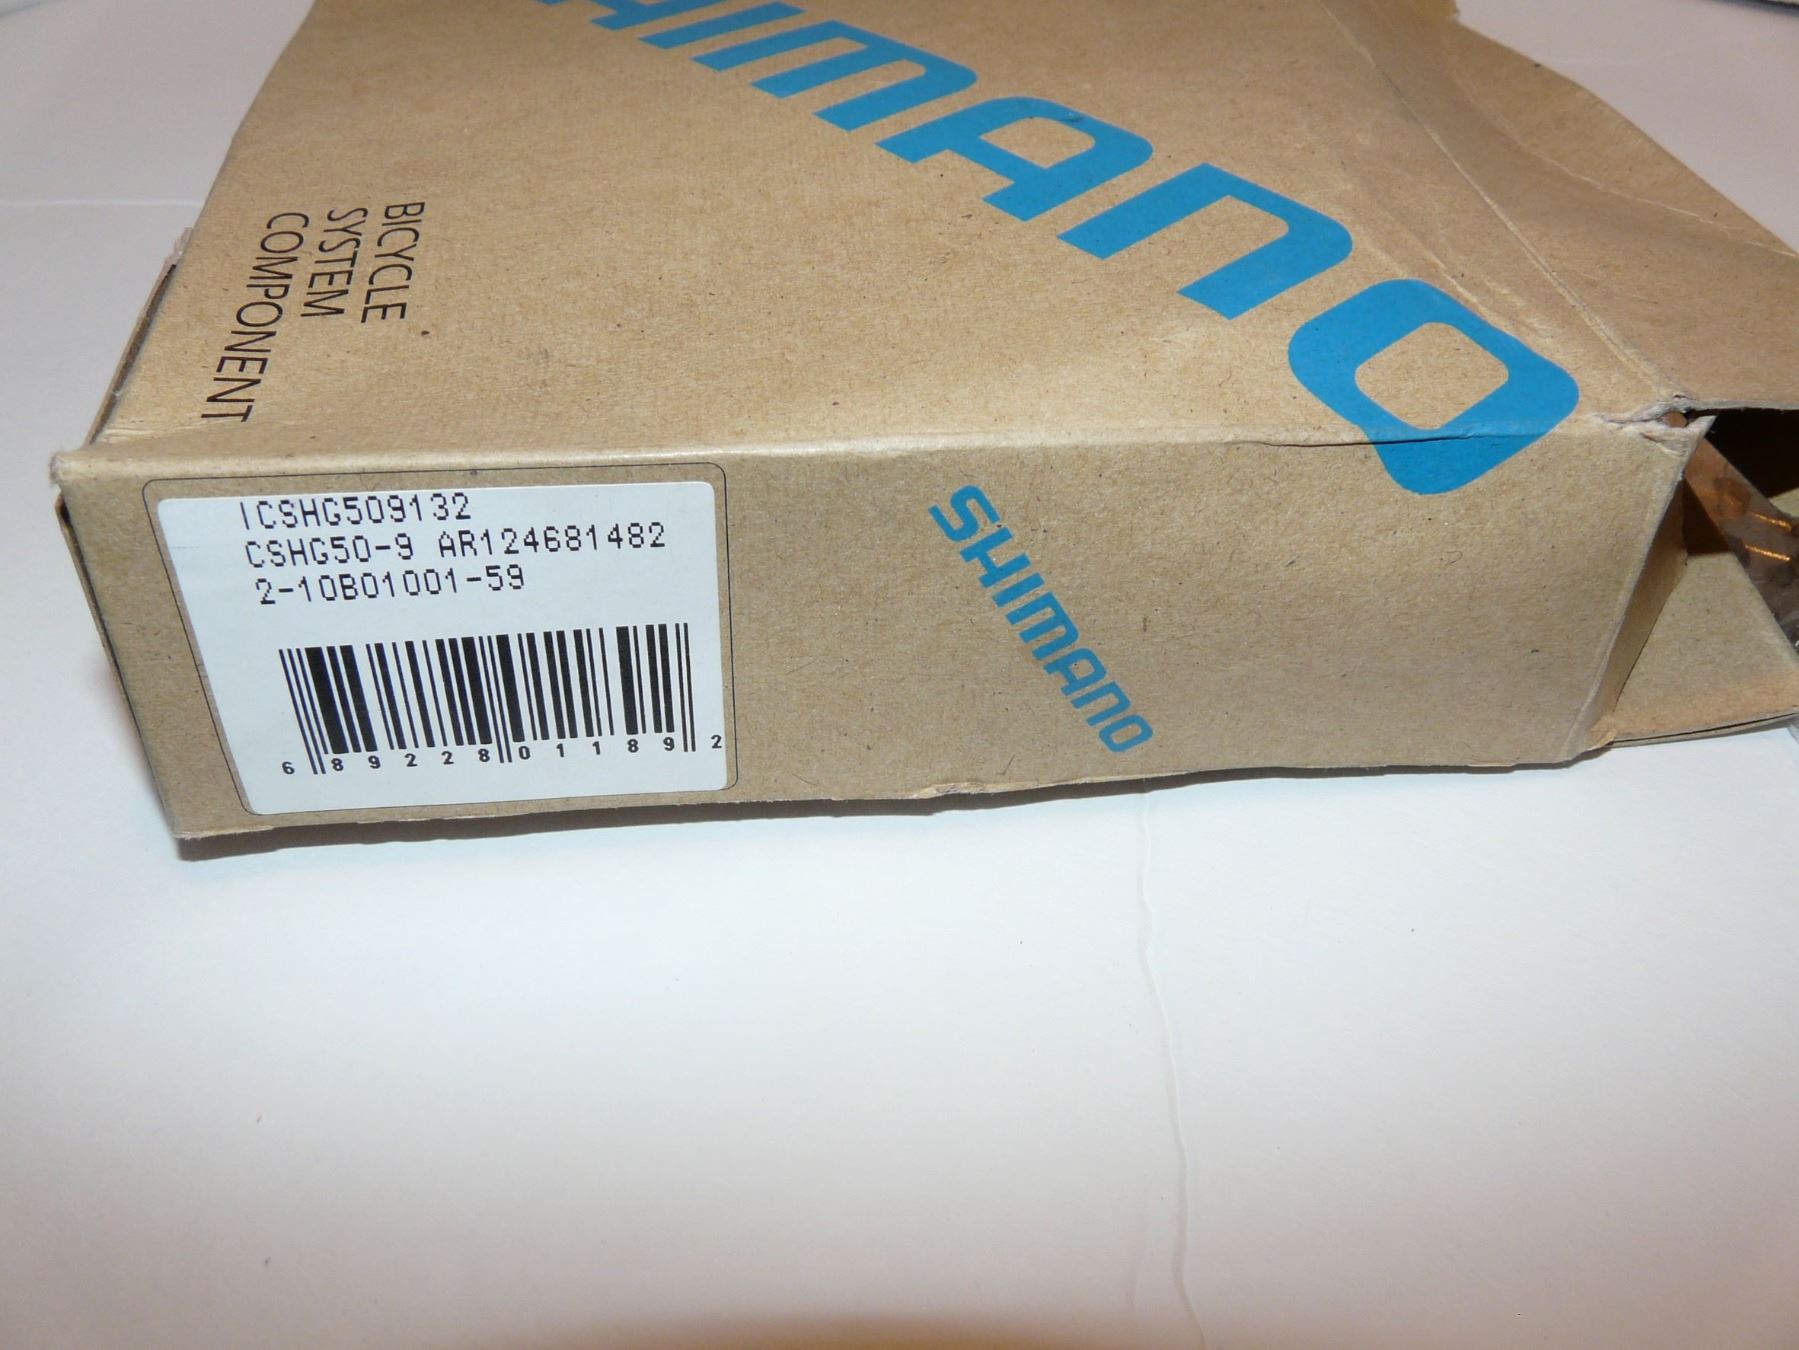 SHIMANO
BICYCLE
SYSTEM
COMPONENT
ICSHG509132
CSHG50-9 AR124681482
2-10B01001-59
6 89228 01189 2
SHIMANO